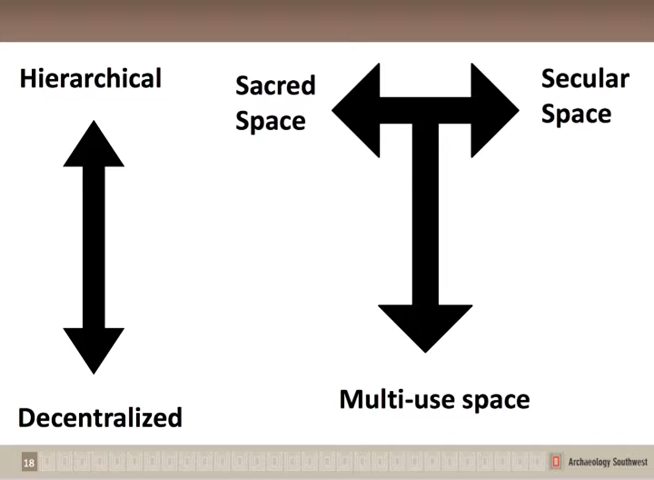 Hierarchical
Sacred
Space
Secular
Space
Multi-use space
Decentralized
18
Archaeology Southwest